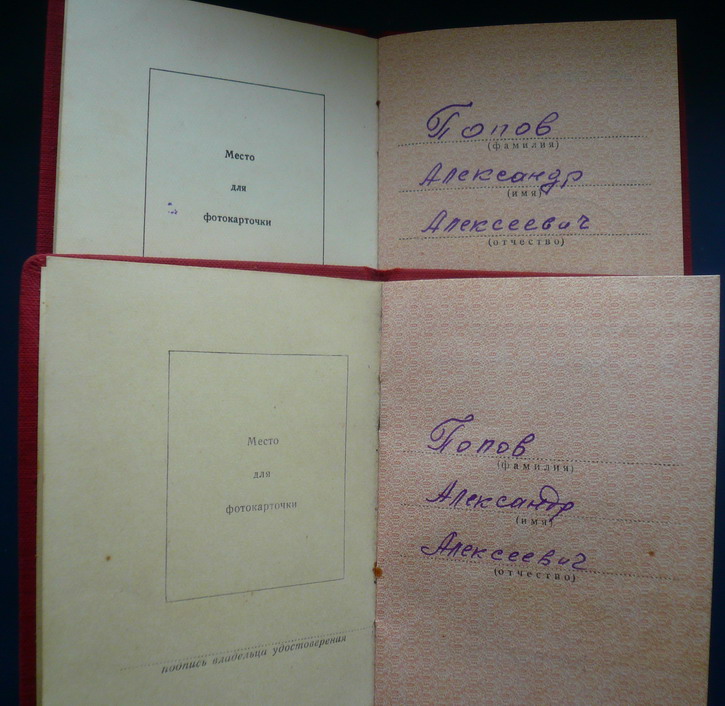 Место
для
фотокарточки
Попов
(фамилия)
Александр
(имя)
Алексеевич
(отчество)
Место
для
фотокарточки
подпись владельца удостоверения
Попов
(фамилия)
Александр
(имя)
Алексеевич
(отчество)